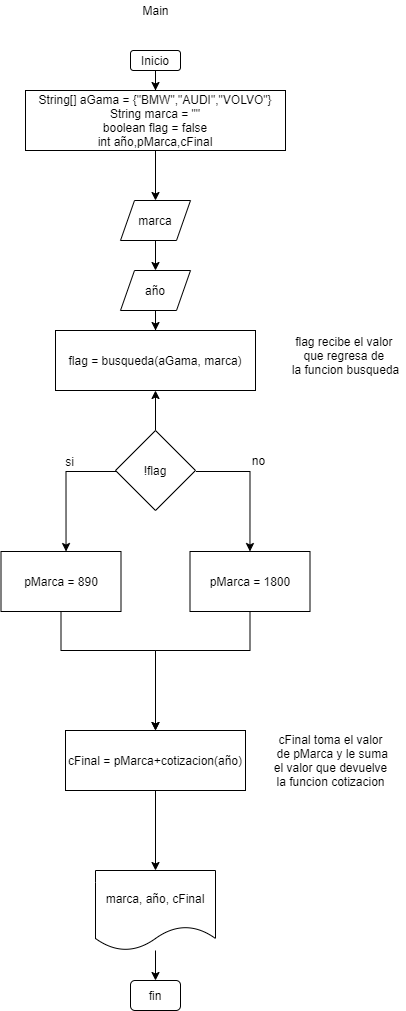 Main
Inicio
String[] aGama = {"BMW","AUDI","VOLVO"}
String marca = ""
boolean flag = false
int año,pMarca,cFinal
marca
año
flag = busqueda(aGama, marca)
flag recibe el valor
que regresa de
la funcion busqueda
!flag
si
no
pMarca = 890
pMarca = 1800
cFinal = pMarca+cotizacion(año)
cFinal toma el valor
de pMarca y le suma
el valor que devuelve
la funcion cotizacion
marca, año, cFinal
fin